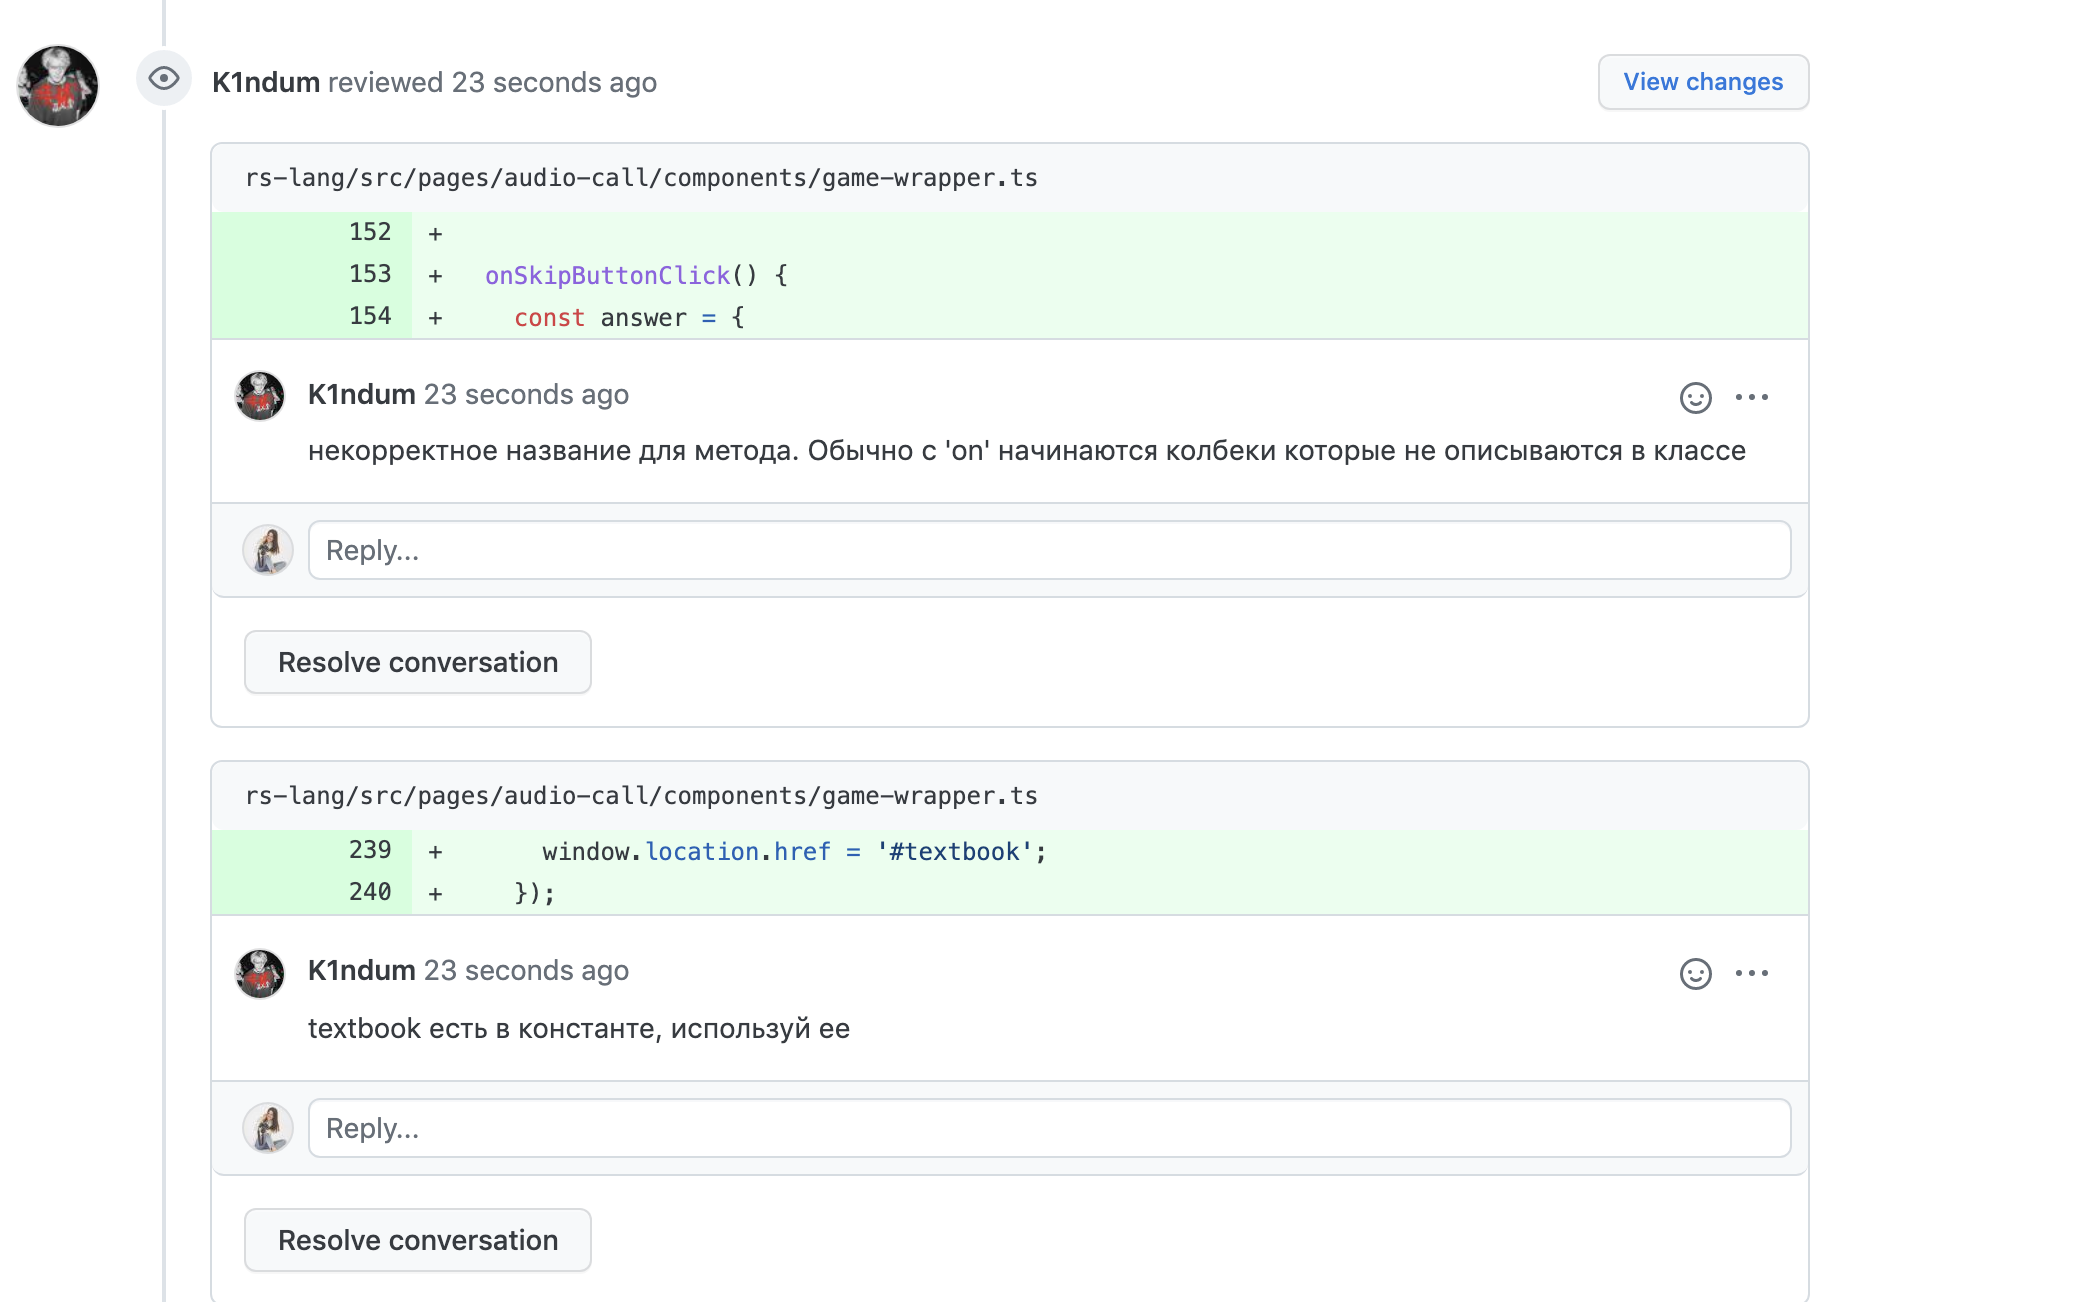 K1ndum reviewed 23 seconds ago
View changes
rs-lang/src/pages/audio-call/components/game-wrapper.ts
152 +
153 + onSkipButtonClick() {
154 + const answer = {
K1ndum 23 seconds ago
некорректное название для метода. Обычно с 'on' начинаются колбеки которые не описываются в классе
Reply...
Resolve conversation
rs-lang/src/pages/audio-call/components/game-wrapper.ts
239 + window.location.href = '#textbook';
240 + });
K1ndum 23 seconds ago
textbook есть в константе, используй ее
Reply...
Resolve conversation